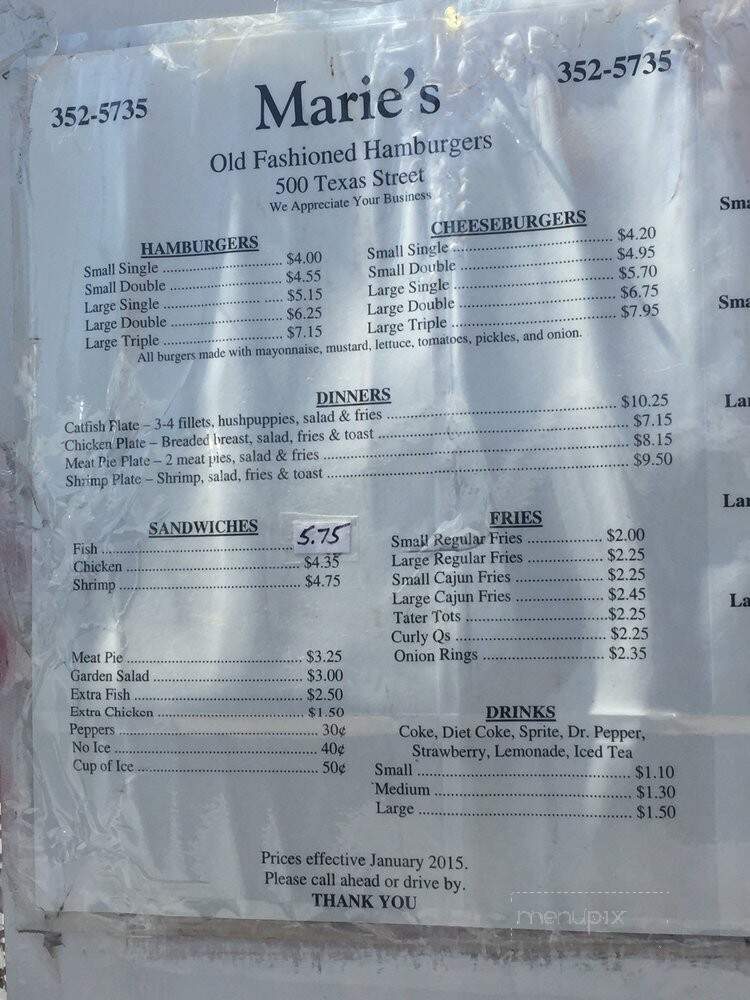 352-5735
Marie's
352-5735
Old Fashioned Hamburgers
500 Texas Street
We Appreciate Your Business
HAMBURGERS
Small Single ............ $4.00
Small Double ............ $4.55
Large Single ............ $5.15
Large Double ............ $6.25
Large Triple ............ $7.15
CHEESEBURGERS
Small Single ............ $4.20
Small Double ............ $4.95
Large Single ............ $5.70
Large Double ............ $6.75
Large Triple ............ $7.95
All burgers made with mayonnaise, mustard, lettuce, tomatoes, pickles, and onion.
DINNERS
Catfish Plate – 3-4 fillets, hushpuppies, salad & fries ............ $10.25
Chicken Plate – Breaded breast, salad, fries & toast ............ $7.15
Meat Pie Plate – 2 meat pies, salad & fries ............ $8.15
Shrimp Plate – Shrimp, salad, fries & toast ............ $9.50
SANDWICHES
Fish ............ 5.75
Chicken ............ $4.35
Shrimp ............ $4.75
Meat Pie ............ $3.25
Garden Salad ............ $3.00
Extra Fish ............ $2.50
Extra Chicken ............ $1.50
Peppers ............ 30¢
No Ice ............ 40¢
Cup of Ice ............ 50¢
FRIES
Small Regular Fries ............ $2.00
Large Regular Fries ............ $2.25
Small Cajun Fries ............ $2.25
Large Cajun Fries ............ $2.45
Tater Tots ............ $2.25
Curly Qs ............ $2.25
Onion Rings ............ $2.35
DRINKS
Coke, Diet Coke, Sprite, Dr. Pepper,
Strawberry, Lemonade, Iced Tea
Small ............ $1.10
Medium ............ $1.30
Large ............ $1.50
Prices effective January 2015.
Please call ahead or drive by.
THANK YOU
menupix